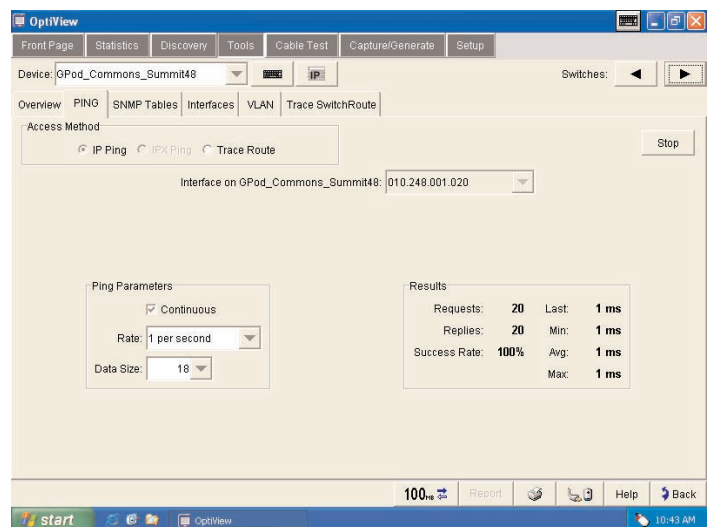 OptiView
Front Page Statistics Discovery Tools Cable Test Capture/Generate Setup
Device: GPod_Commons_Summit48 IP Switches:
Overview PING SNMP Tables Interfaces VLAN Trace SwitchRoute
Access Method
IP Ping IPX Ping Trace Route
Stop
Interface on GPod_Commons_Summit48: 010.248.001.020
Ping Parameters
Continuous
Rate: 1 per second
Data Size: 18
Results
Requests: 20 Last: 1 ms
Replies: 20 Min: 1 ms
Success Rate: 100% Avg: 1 ms
Max: 1 ms
100MB Report Help Back
start OptiView 10:43 AM